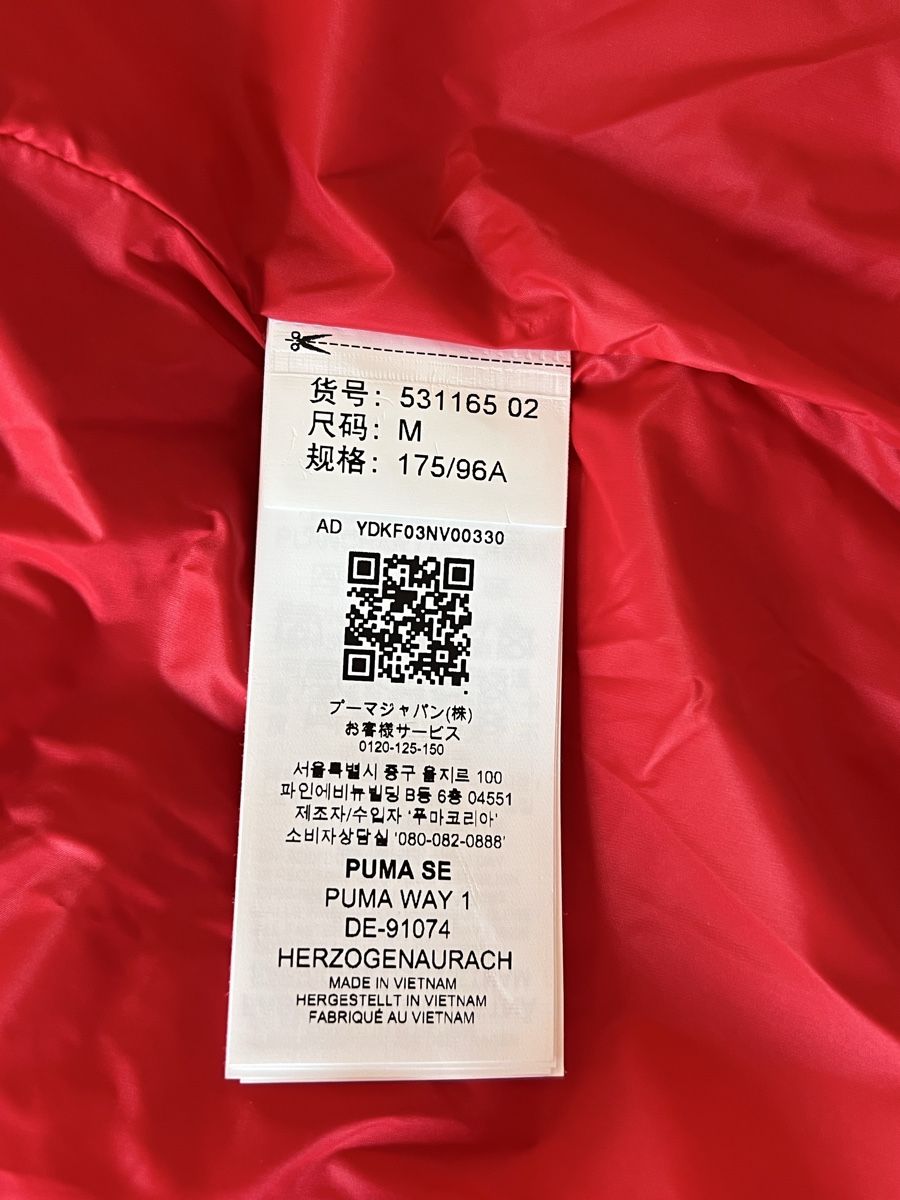 货号: 531165 02
尺码: M
规格: 175/96A
AD YDKF03NV00330
プーマジャパン(株)
お客様サービス
0120-125-150
서울특별시 중구 을지로 100
파인에비뉴빌딩 B동 6층 04551
제조자/수입자 '푸마코리아'
소비자상담실 '080-082-0888'
PUMA SE
PUMA WAY 1
DE-91074
HERZOGENAURACH
MADE IN VIETNAM
HERGESTELLT IN VIETNAM
FABRIQUÉ AU VIETNAM